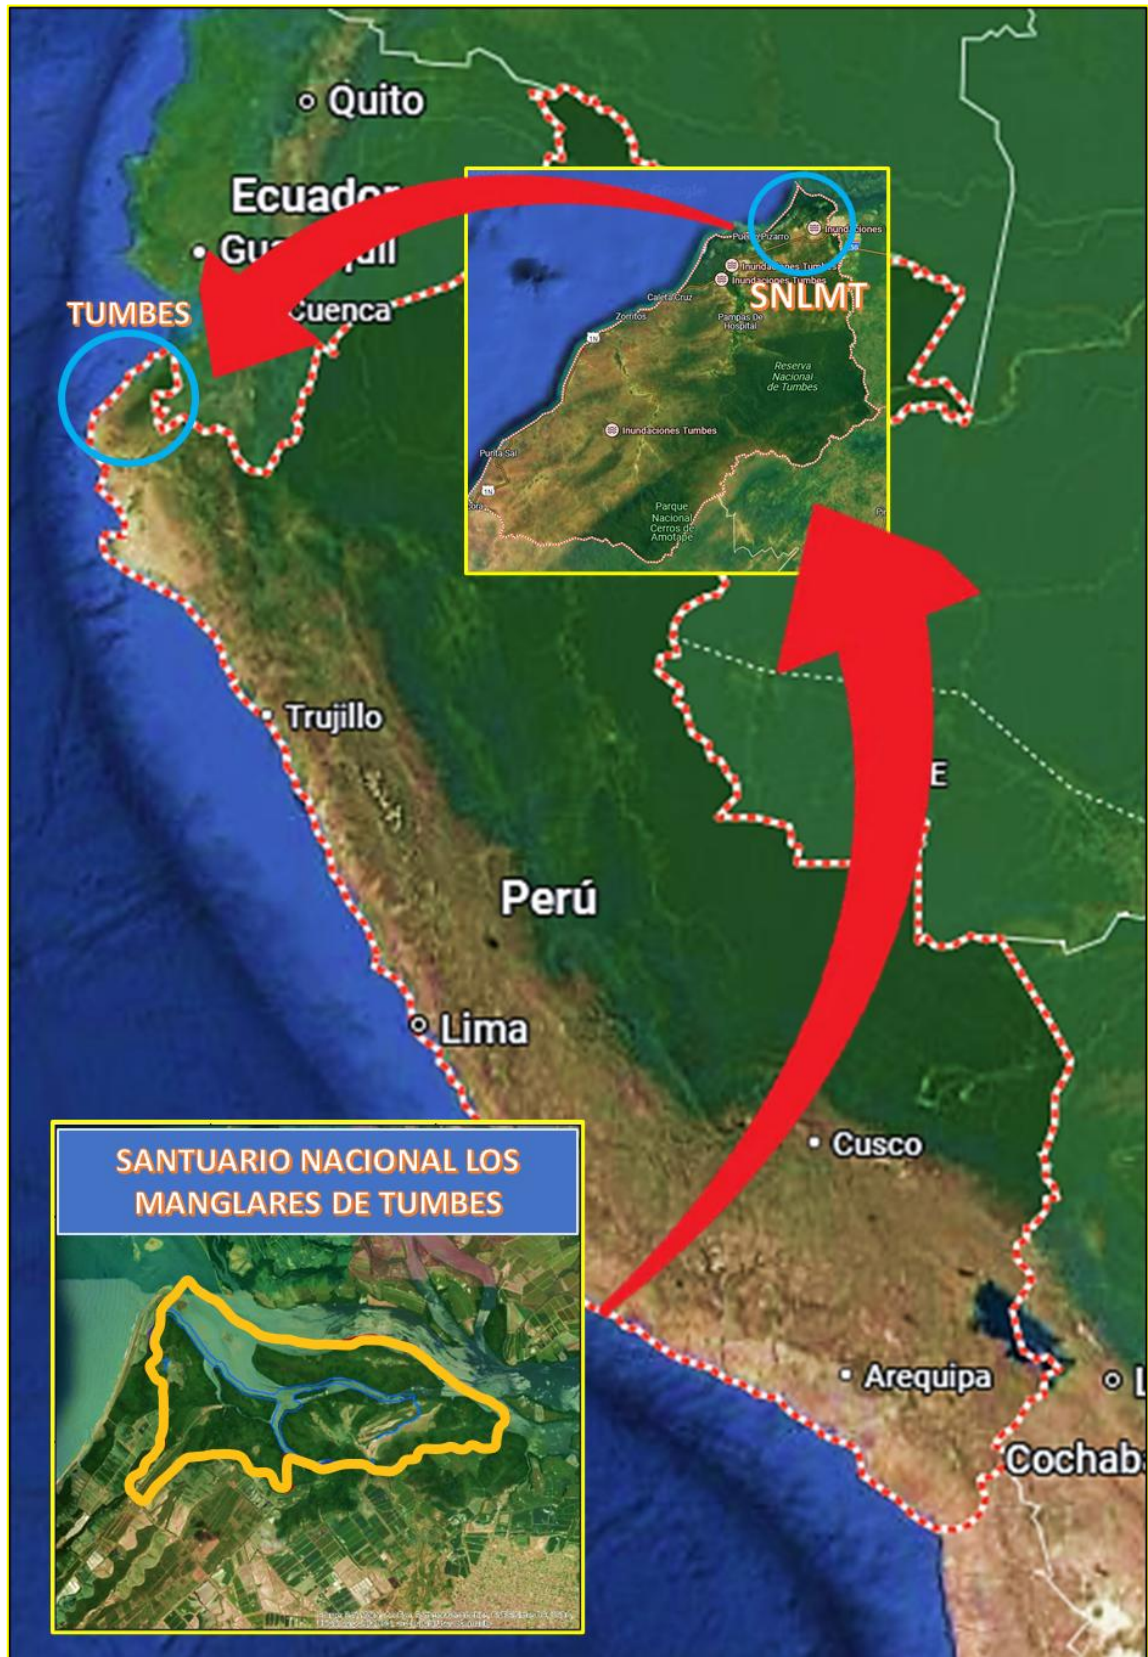 Quito
Ecuador
Cuenca
TUMBES
Puerto Pizarro
Inundaciones
Inundaciones Tumbes
Inundaciones Tumbes
SNLMT
Caleta Cruz
Zorritos
Pampas De
Hospital
1N
Reserva
Nacional
de Tumbes
Inundaciones Tumbes
Punta Sal
1N
Parque
Nacional
Cerros de
Amotape
Trujillo
E
Perú
Lima
Cusco
SANTUARIO NACIONAL LOS
MANGLARES DE TUMBES
Arequipa
L
Cochab